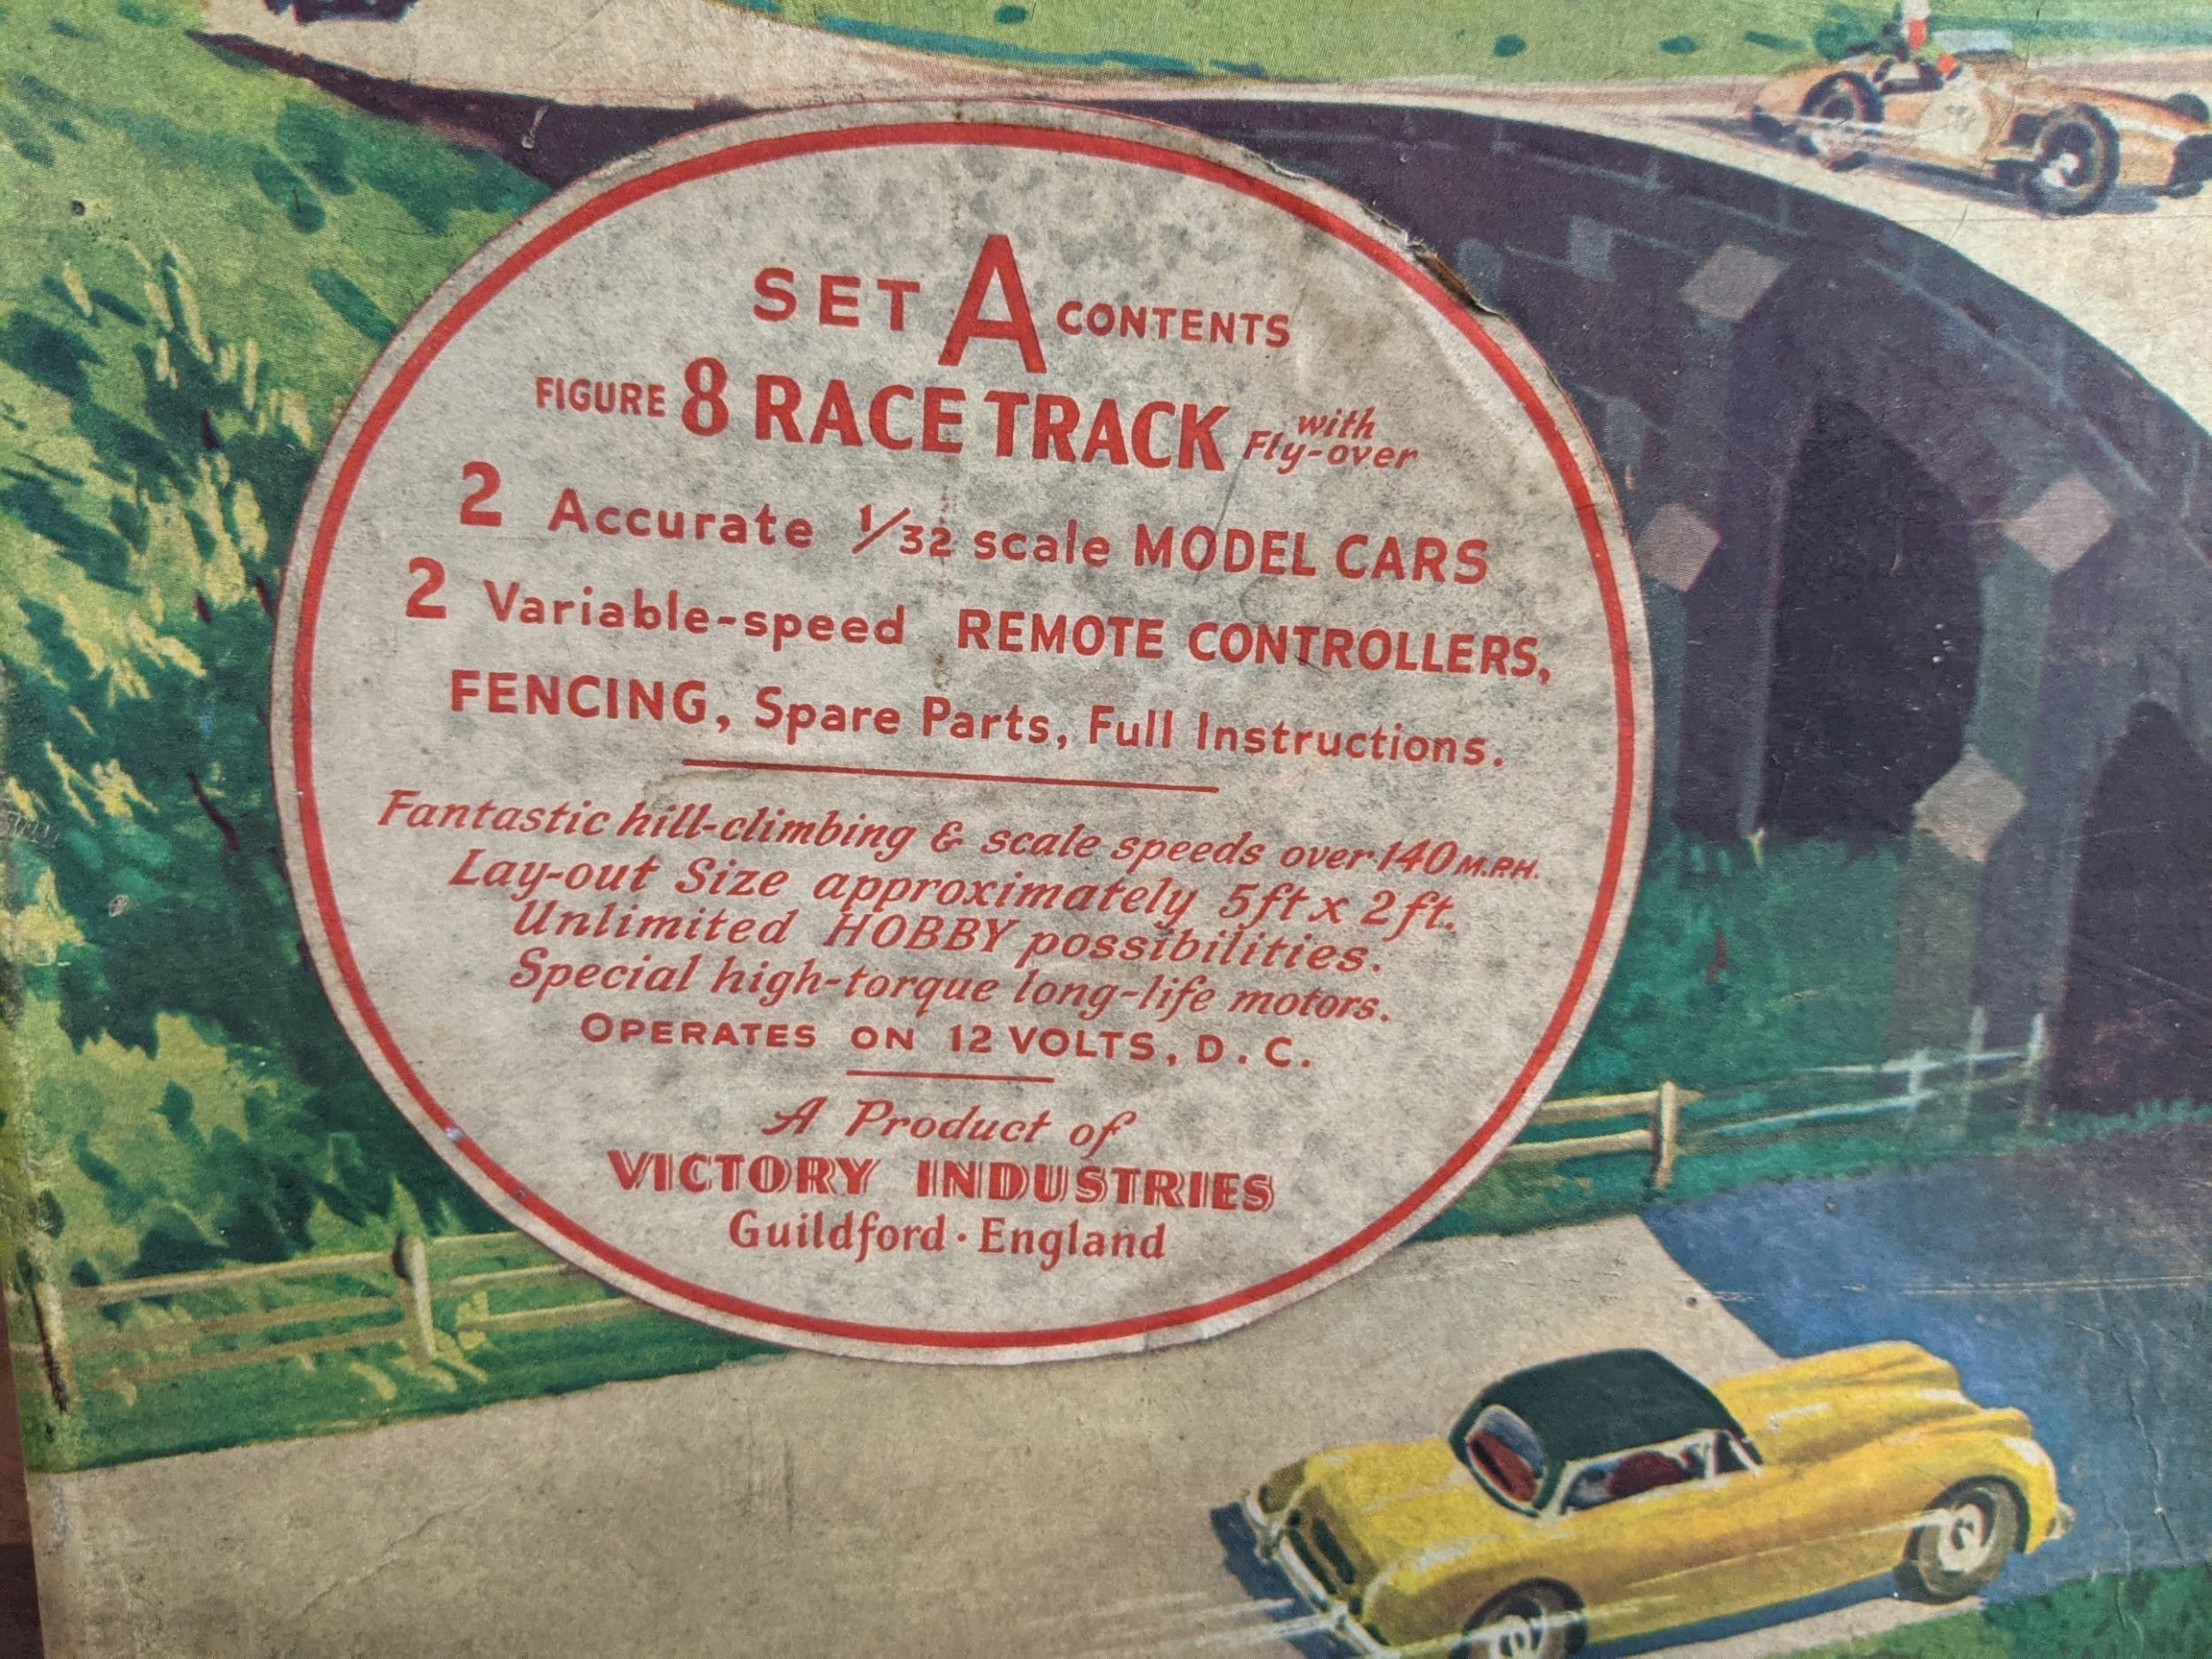 SET A CONTENTS
FIGURE 8 RACE TRACK with Fly-over
2 Accurate 1/32 scale MODEL CARS
2 Variable-speed REMOTE CONTROLLERS,
FENCING, Spare Parts, Full Instructions.
Fantastic hill-climbing & scale speeds over 140 M.P.H.
Lay-out Size approximately 5ft x 2ft.
Unlimited HOBBY possibilities.
Special high-torque long-life motors.
OPERATES ON 12 VOLTS, D.C.
A Product of
VICTORY INDUSTRIES
Guildford · England